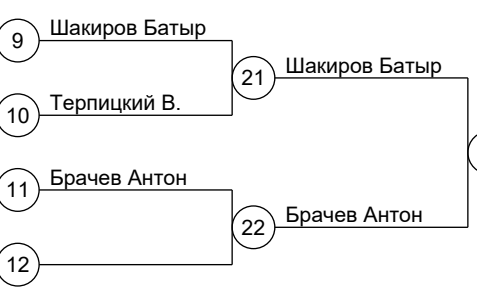 9 Шакиров Батыр
21 Шакиров Батыр
10 Терпицкий В.
11 Брачев Антон
22 Брачев Антон
12